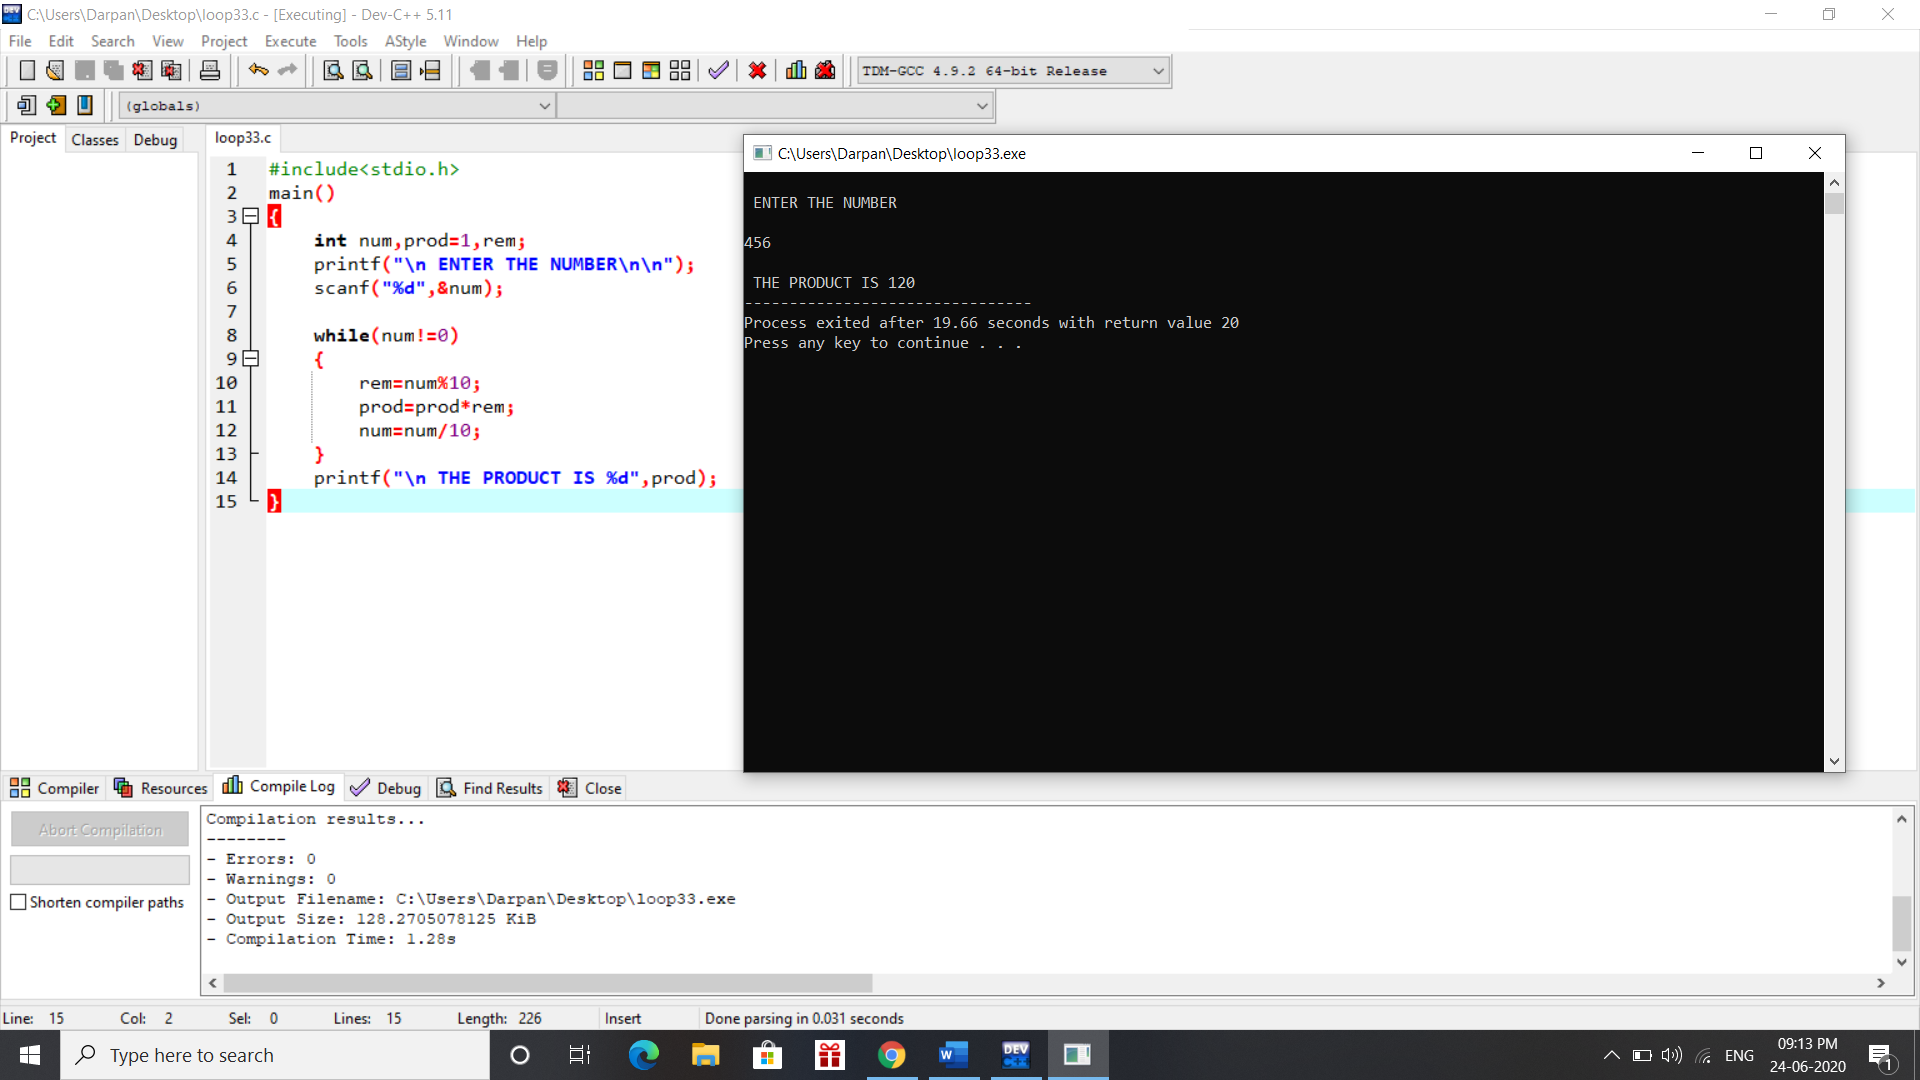 C:\Users\Darpan\Desktop\loop33.c - [Executing] - Dev-C++ 5.11
File Edit Search View Project Execute Tools AStyle Window Help
TDM-GCC 4.9.2 64-bit Release
(globals)
Project Classes Debug
loop33.c
1 #include<stdio.h>
2 main()
3 {
4 int num,prod=1,rem;
5 printf("\n ENTER THE NUMBER\n\n");
6 scanf("%d",&num);
7
8 while(num!=0)
9 {
10 rem=num%10;
11 prod=prod*rem;
12 num=num/10;
13 }
14 printf("\n THE PRODUCT IS %d",prod);
15 }
C:\Users\Darpan\Desktop\loop33.exe
ENTER THE NUMBER
456
THE PRODUCT IS 120
--------------------------------
Process exited after 19.66 seconds with return value 20
Press any key to continue . . .
Compiler Resources Compile Log Debug Find Results Close
Abort Compilation
Shorten compiler paths
Compilation results...
--------
- Errors: 0
- Warnings: 0
- Output Filename: C:\Users\Darpan\Desktop\loop33.exe
- Output Size: 128.2705078125 KiB
- Compilation Time: 1.28s
Line: 15 Col: 2 Sel: 0 Lines: 15 Length: 226 Insert Done parsing in 0.031 seconds
Type here to search
DEV C++
ENG
09:13 PM
24-06-2020
1